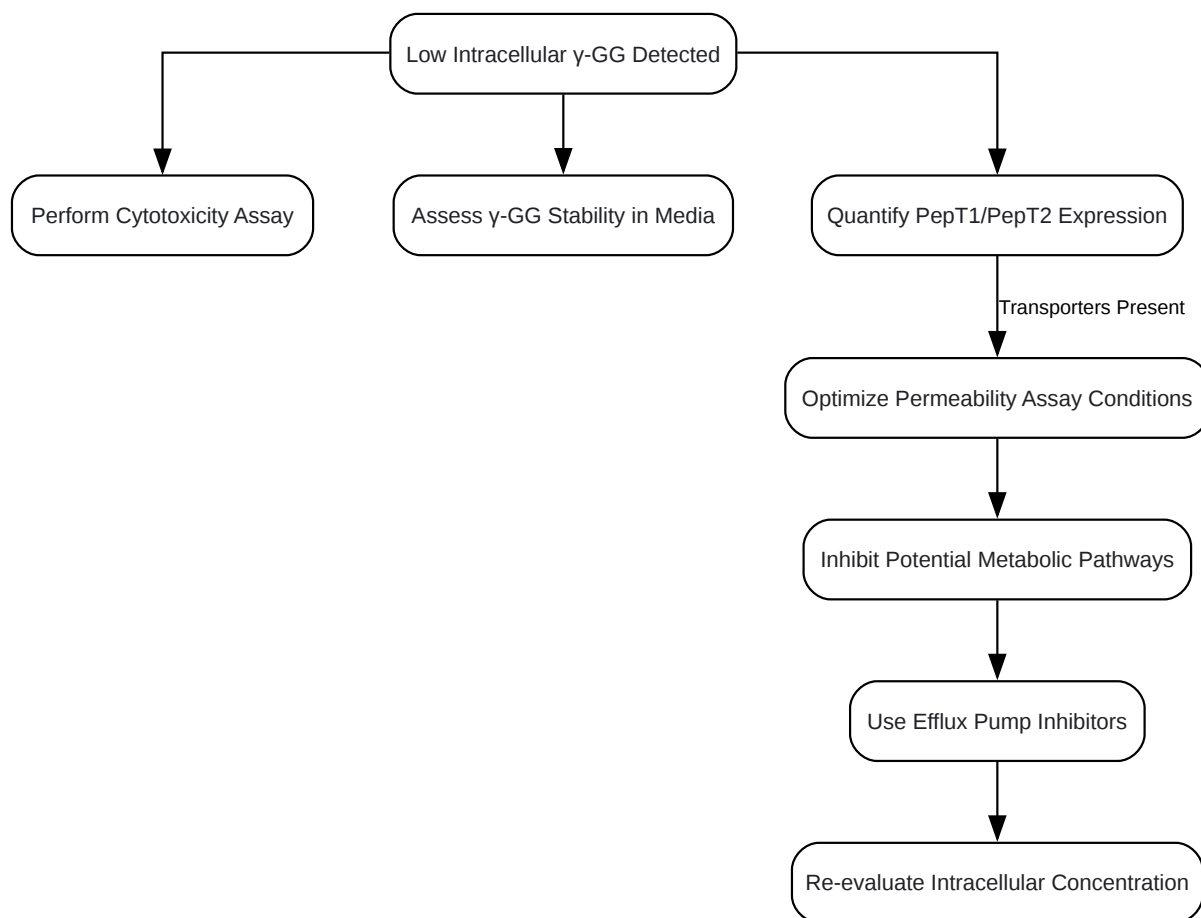 Low Intracellular γ-GG Detected
Perform Cytotoxicity Assay
Assess γ-GG Stability in Media
Quantify PepT1/PepT2 Expression
Transporters Present
Optimize Permeability Assay Conditions
Inhibit Potential Metabolic Pathways
Use Efflux Pump Inhibitors
Re-evaluate Intracellular Concentration